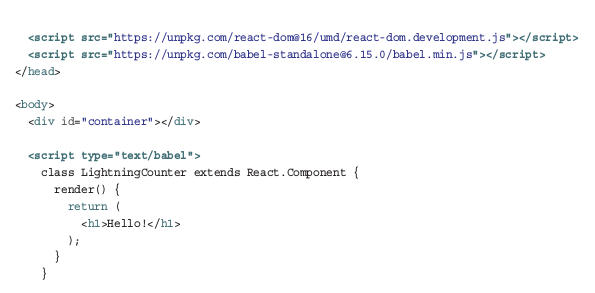 <script src="https://unpkg.com/react-dom@16/umd/react-dom.development.js"></script>
<script src="https://unpkg.com/babel-standalone@6.15.0/babel.min.js"></script>
</head>
<body>
<div id="container"></div>
<script type="text/babel">
class LightningCounter extends React.Component {
render() {
return (
<h1>Hello!</h1>
);
}
}